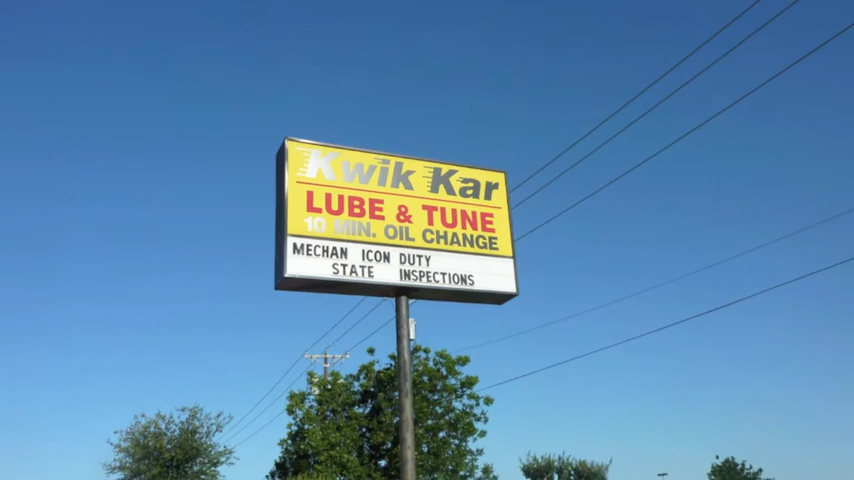 Kwik Kar
LUBE & TUNE
10 MIN. OIL CHANGE
MECHAN ICON DUTY
STATE INSPECTIONS